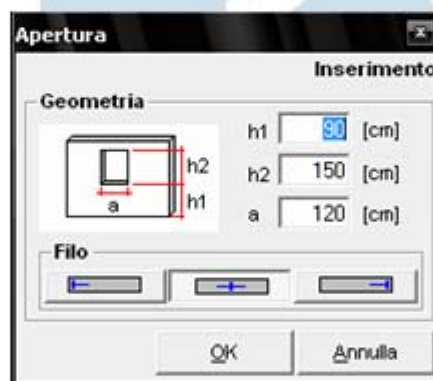 Apertura
Inserimento
Geometria
h1 90 [cm]
h2 150 [cm]
a 120 [cm]
h2
h1
a
Filo
OK Annulla